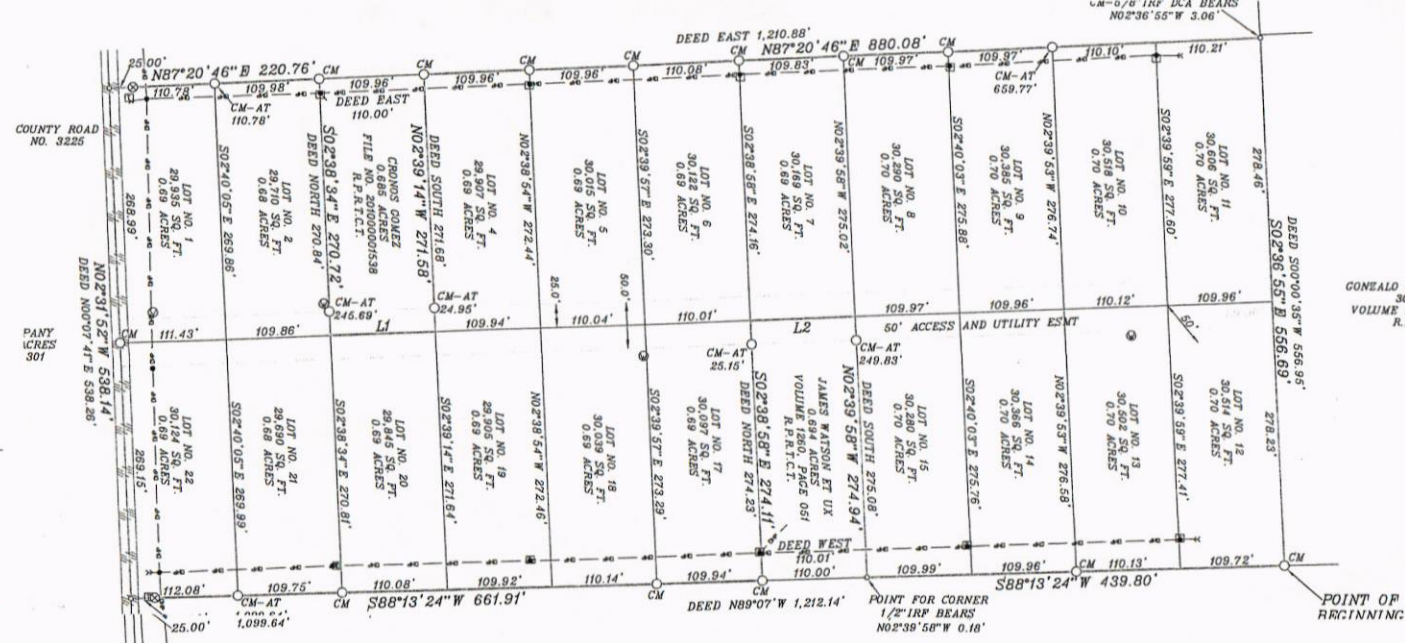 CM-5/8"IRF DCA BEARS
N02°36'55"W 3.06'
DEED EAST 1,210.88'
N87°20'46"E 220.76'
N87°20'46"E 880.08'
25.00'
CM
CM
CM
CM
CM
CM
CM
110.78'
109.98'
109.96'
109.96'
109.96'
110.08'
109.83'
109.97'
109.97'
110.10'
110.21'
CM-AT
110.78'
DEED EAST
110.00'
CM-AT
659.77'
COUNTY ROAD
NO. 3225
268.99'
LOT NO. 1
29,935 SQ. FT.
0.69 ACRES
S02°40'05"E 269.86'
LOT NO. 2
29,710 SQ. FT.
0.68 ACRES
S02°38'34"E 270.72'
DEED NORTH 270.84'
CRONOS GOMEZ
0.685 ACRES
FILE NO. 201000001538
R.P.R.T.C.T.
DEED SOUTH 271.68'
N02°39'14"W 271.58'
LOT NO. 4
29,907 SQ. FT.
0.69 ACRES
N02°38'54"W 272.44'
LOT NO. 5
30,015 SQ. FT.
0.69 ACRES
S02°39'57"E 273.30'
LOT NO. 6
30,122 SQ. FT.
0.69 ACRES
S02°38'58"E 274.16'
LOT NO. 7
30,169 SQ. FT.
0.69 ACRES
N02°39'58"W 275.02'
LOT NO. 8
30,290 SQ. FT.
0.70 ACRES
S02°40'03"E 275.88'
LOT NO. 9
30,385 SQ. FT.
0.70 ACRES
N02°39'53"W 276.74'
LOT NO. 10
30,518 SQ. FT.
0.70 ACRES
S02°39'59"E 277.60'
LOT NO. 11
30,606 SQ. FT.
0.70 ACRES
278.46'
DEED S00°00'35"W 556.95'
S02°36'55"E 556.69'
GONZALO
VOLUME
R.
25.0'
50.0'
CM-AT
245.69'
CM-AT
24.95'
CM
111.43'
109.86'
L1
109.94'
110.04'
110.01'
L2
109.97'
109.96'
110.12'
109.96'
50' ACCESS AND UTILITY ESMT
50'
CM-AT
25.15'
CM-AT
249.83'
PANY
ACRES
301
N02°31'52"W 538.14'
DEED N00°07'41"E 538.26'
269.15'
LOT NO. 22
30,124 SQ. FT.
0.69 ACRES
S02°40'05"E 269.99'
LOT NO. 21
29,690 SQ. FT.
0.68 ACRES
S02°38'34"E 270.81'
LOT NO. 20
29,845 SQ. FT.
0.69 ACRES
S02°39'14"E 271.64'
LOT NO. 19
29,905 SQ. FT.
0.69 ACRES
N02°38'54"W 272.46'
LOT NO. 18
30,039 SQ. FT.
0.69 ACRES
S02°39'57"E 273.29'
LOT NO. 17
30,097 SQ. FT.
0.69 ACRES
S02°38'58"E 274.11'
DEED NORTH 274.23'
JAMES WATSON ET UX
0.694 ACRES
VOLUME 1260, PAGE 051
R.P.R.T.C.T.
N02°39'58"W 274.94'
DEED SOUTH 275.08'
LOT NO. 15
30,280 SQ. FT.
0.70 ACRES
S02°40'03"E 275.76'
LOT NO. 14
30,366 SQ. FT.
0.70 ACRES
N02°39'53"W 276.58'
LOT NO. 13
30,502 SQ. FT.
0.70 ACRES
S02°39'59"E 277.41'
LOT NO. 12
30,514 SQ. FT.
0.70 ACRES
278.23'
DEED WEST
110.01'
112.08'
109.75'
110.08'
109.92'
110.14'
109.94'
110.00'
109.99'
110.13'
109.72'
CM-AT
1,099.64'
CM
CM
CM
CM
CM
S88°13'24"W 661.91'
S88°13'24"W 439.80'
25.00'
DEED N89°07'W 1,212.14'
POINT FOR CORNER
1/2"IRF BEARS
N02°39'58"W 0.18'
POINT OF
BEGINNING